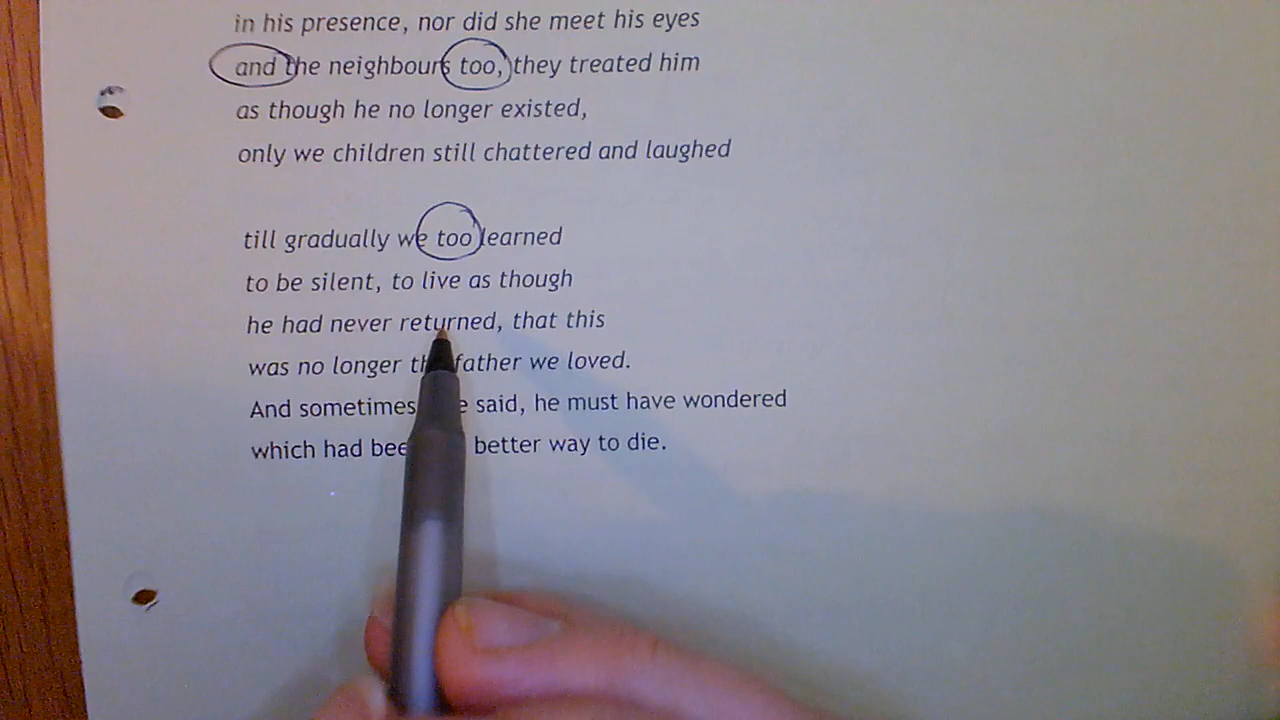 in his presence, nor did she meet his eyes
and the neighbours too, they treated him
as though he no longer existed,
only we children still chattered and laughed
till gradually we too learned
to be silent, to live as though
he had never returned, that this
was no longer father we loved.
And sometimes said, he must have wondered
which had better way to die.